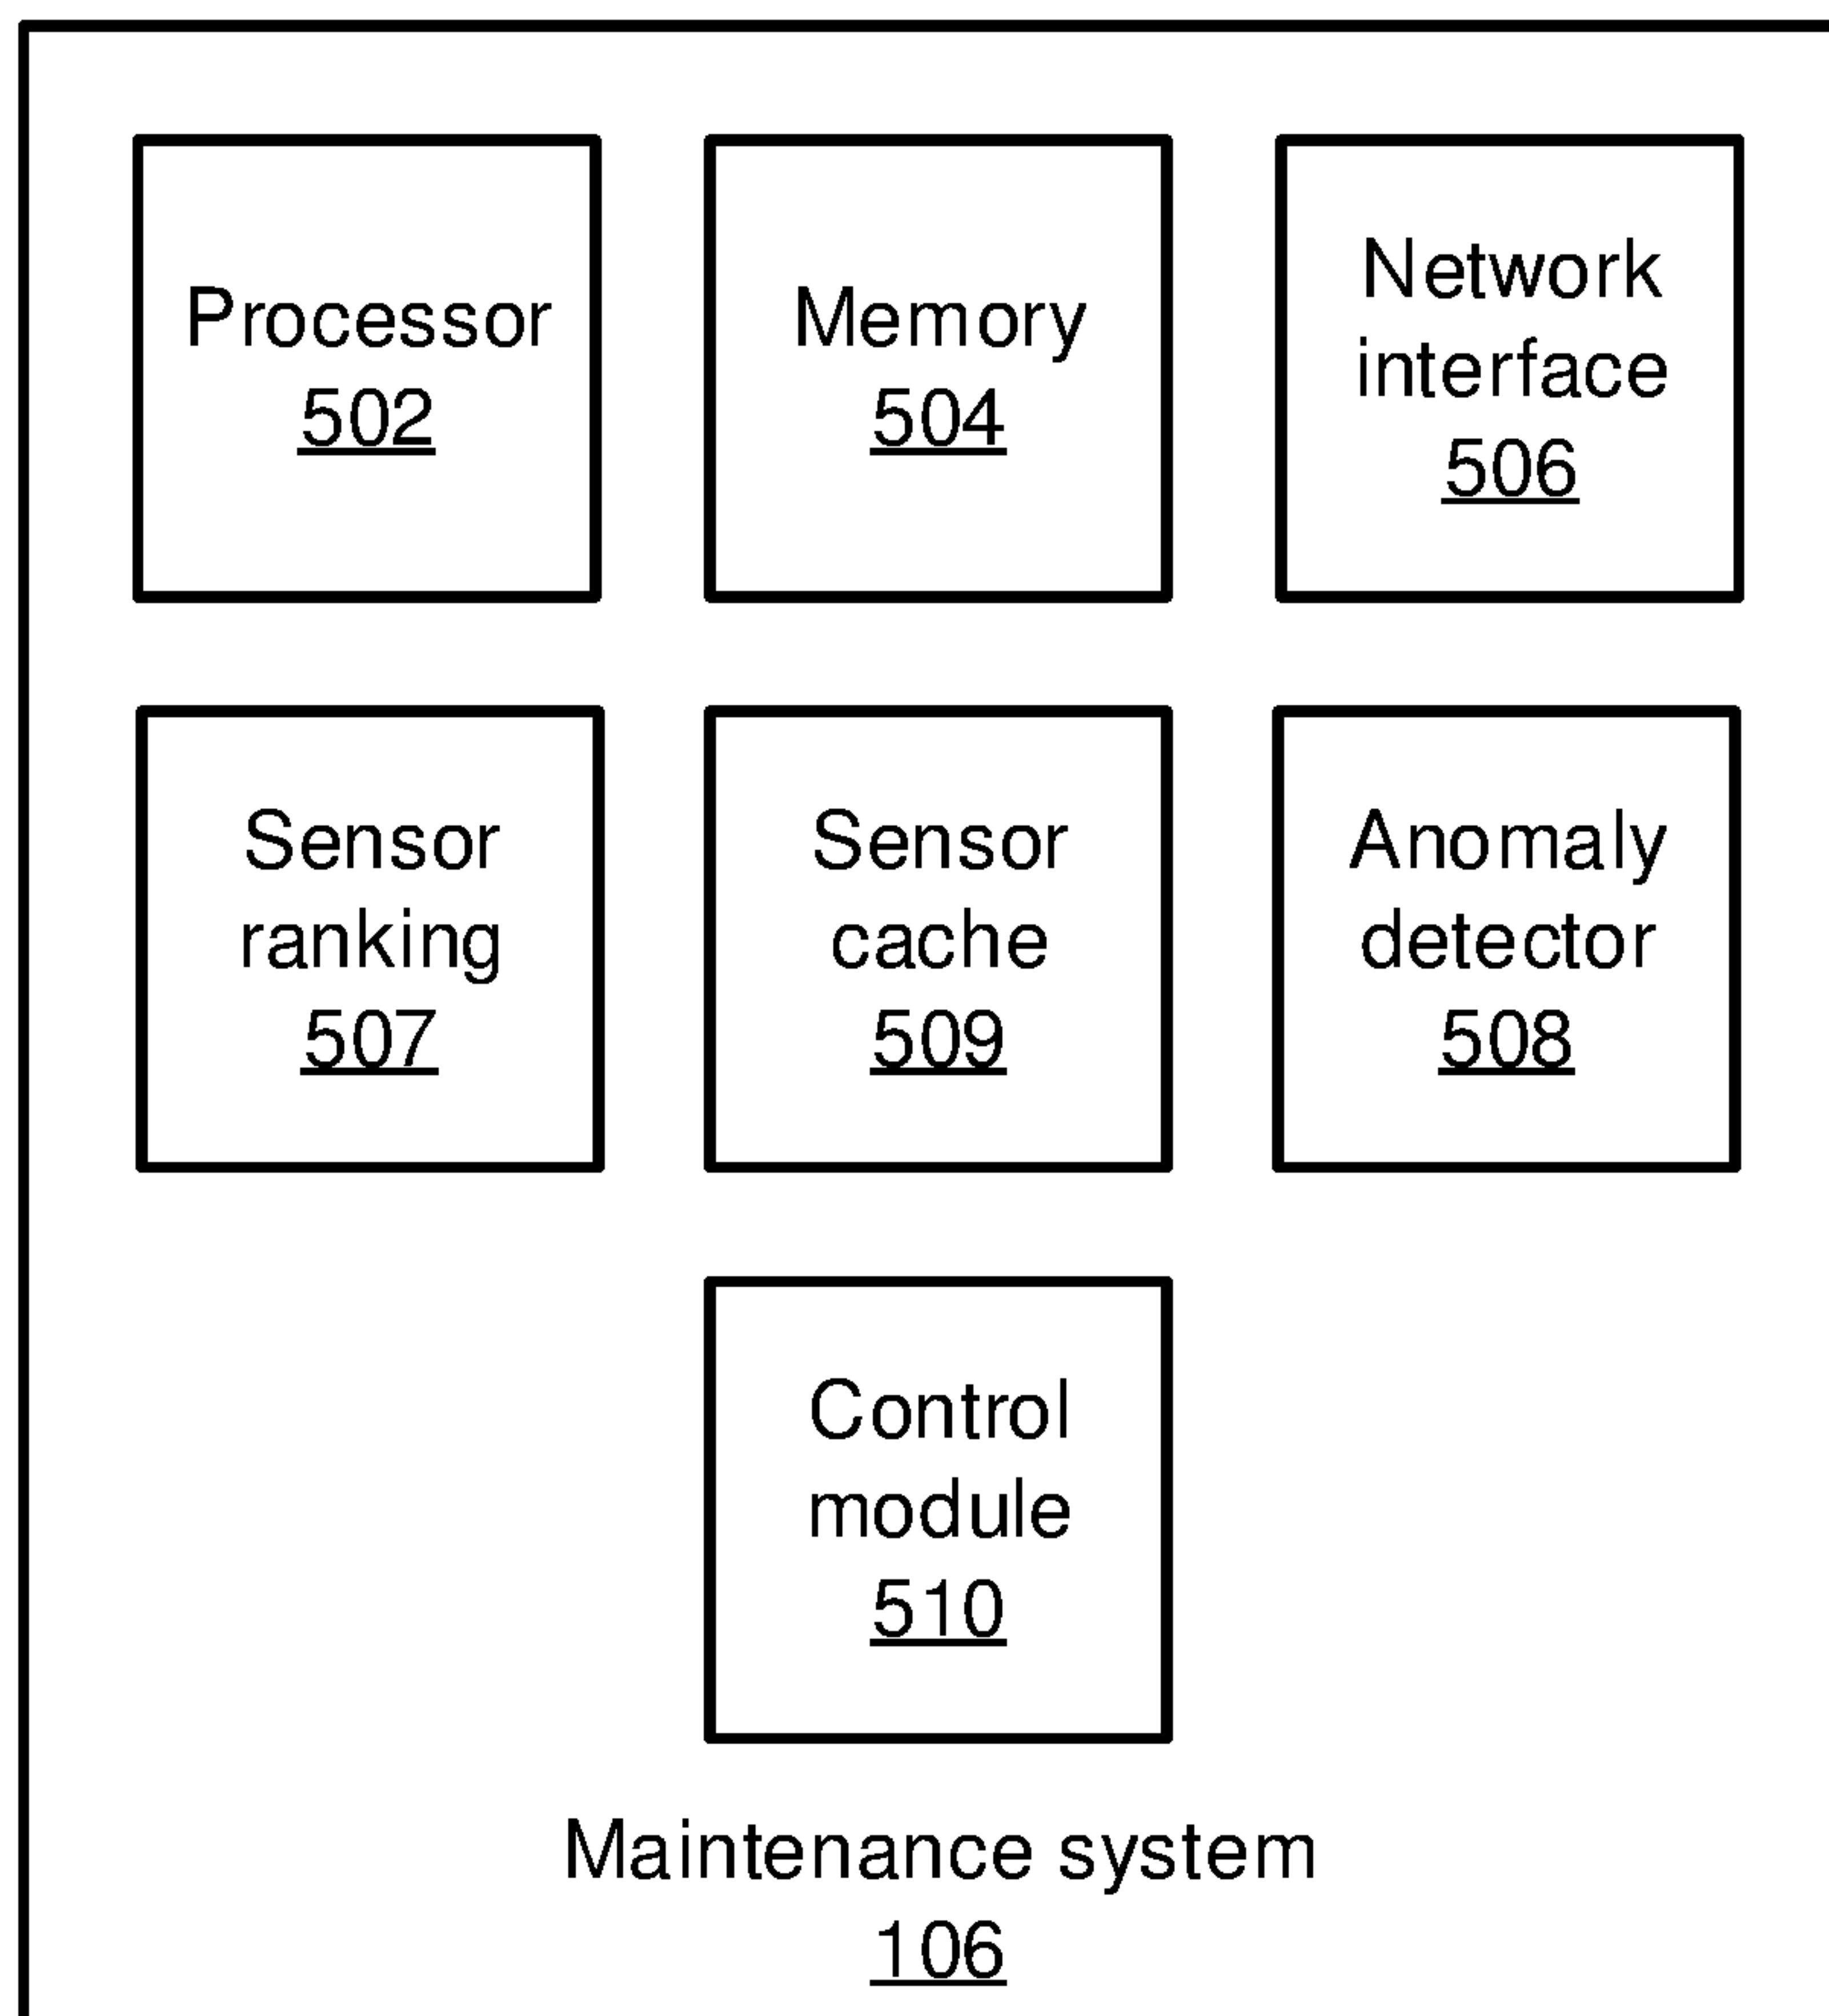 Processor
502
Memory
504
Network
interface
506
Sensor
ranking
507
Sensor
cache
509
Anomaly
detector
508
Control
module
510
Maintenance system
106